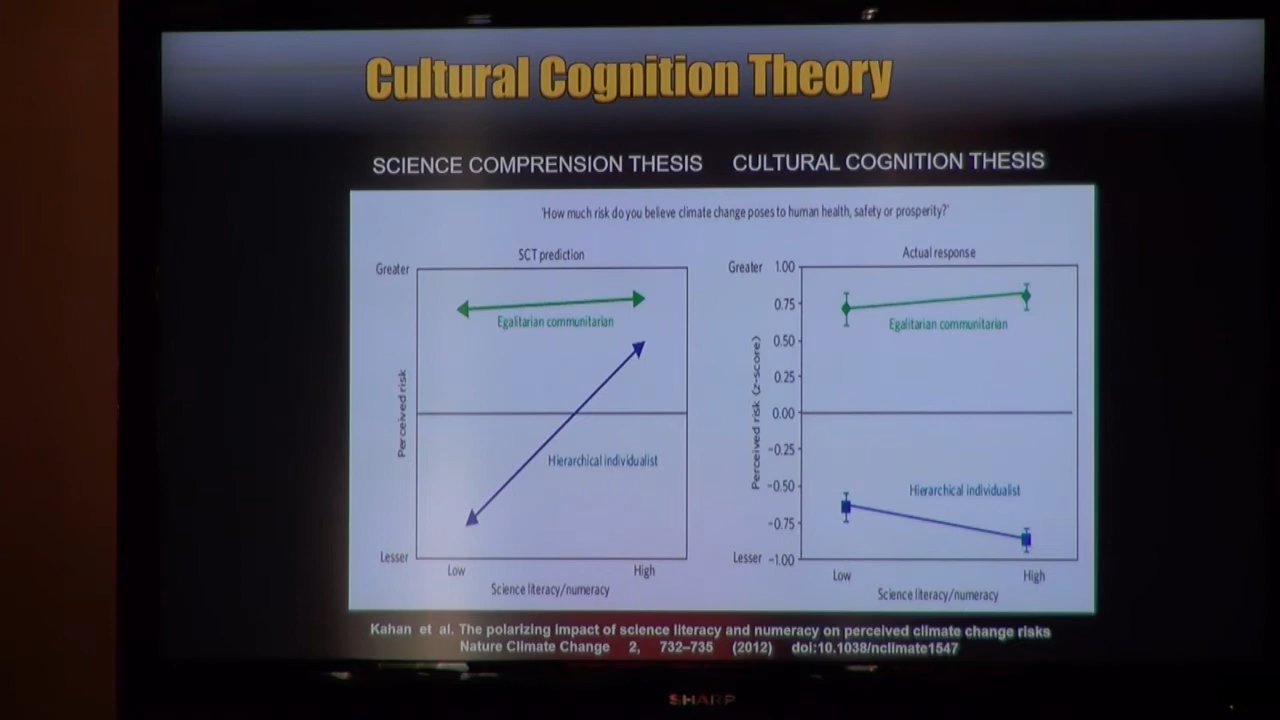 Cultural Cognition Theory
SCIENCE COMPRENSION THESIS CULTURAL COGNITION THESIS
'How much risk do you believe climate change poses to human health, safety or prosperity?'
SCT prediction
Greater
Egalitarian communitarian
Perceived risk
Hierarchical individualist
Lesser
Low High
Science literacy/numeracy
Actual response
Greater 1.00
0.75
Egalitarian communitarian
0.50
0.25
Perceived risk (z-score)
0.00
−0.25
−0.50
Hierarchical individualist
−0.75
Lesser −1.00
Low High
Science literacy/numeracy
Kahan et al. The polarizing impact of science literacy and numeracy on perceived climate change risks
Nature Climate Change 2, 732–735 (2012) doi:10.1038/nclimate1547
SHARP